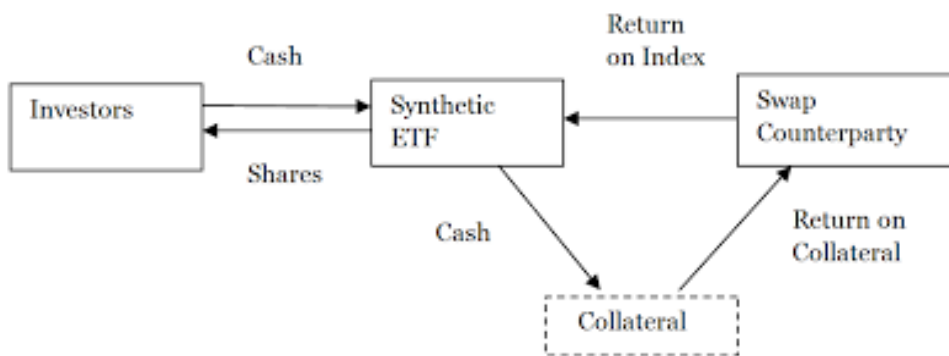 Cash
Return
on Index
Investors
Synthetic
ETF
Swap
Counterparty
Shares
Cash
Return on
Collateral
Collateral